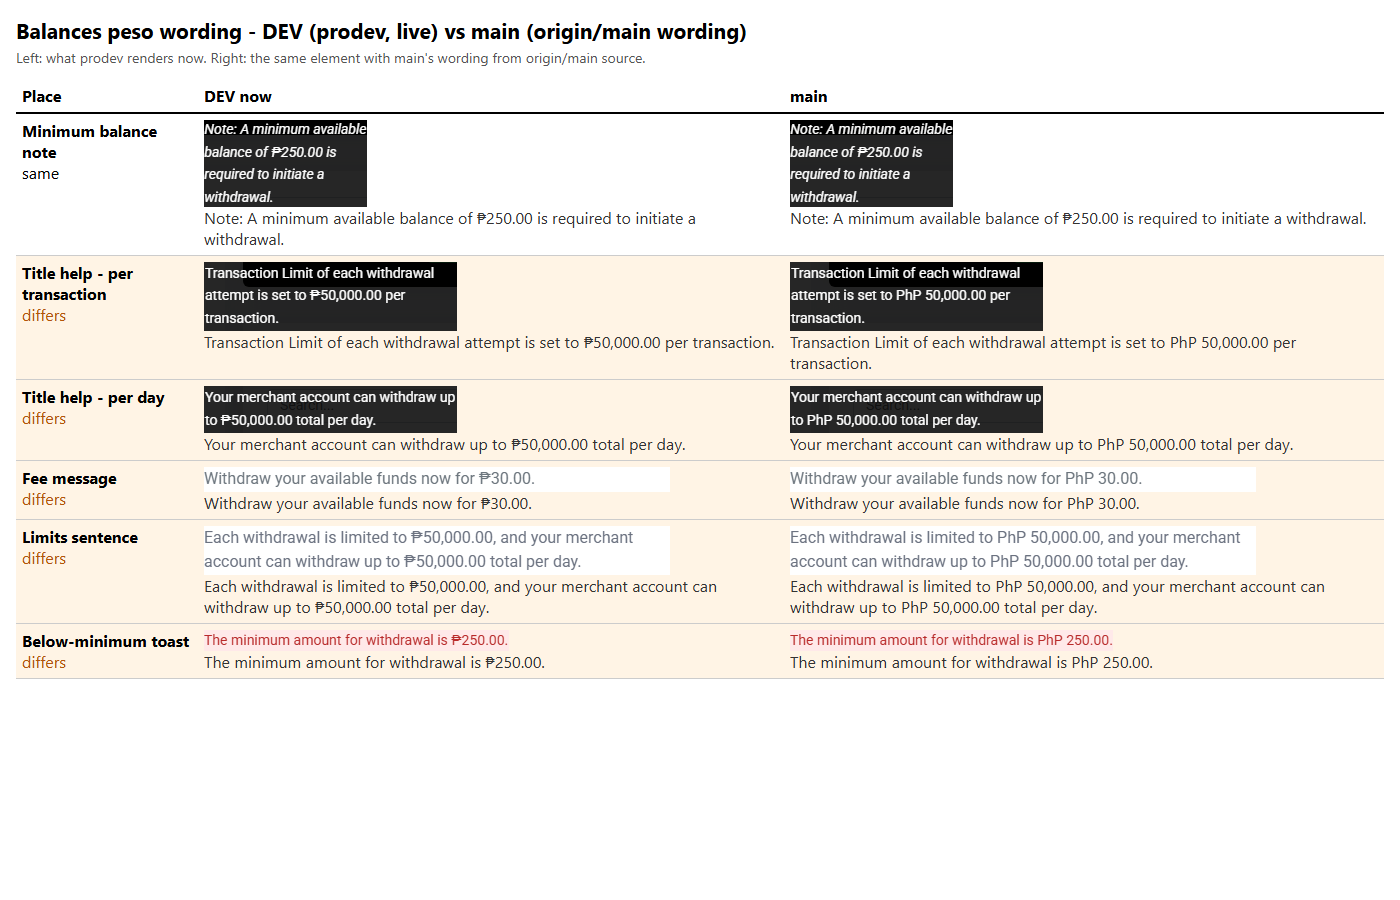 Balances peso wording - DEV (prodev, live) vs main (origin/main wording)
Left: what prodev renders now. Right: the same element with main's wording from origin/main source.
Place
DEV now
main
Minimum balance
note
same
Note: A minimum available
balance of ₱250.00 is
required to initiate a
withdrawal.
Note: A minimum available balance of ₱250.00 is required to initiate a
withdrawal.
Note: A minimum available
balance of ₱250.00 is
required to initiate a
withdrawal.
Note: A minimum available balance of ₱250.00 is required to initiate a withdrawal.
Title help - per
transaction
differs
Transaction Limit of each withdrawal
attempt is set to ₱50,000.00 per
transaction.
Transaction Limit of each withdrawal attempt is set to ₱50,000.00 per transaction.
Transaction Limit of each withdrawal
attempt is set to PhP 50,000.00 per
transaction.
Transaction Limit of each withdrawal attempt is set to PhP 50,000.00 per
transaction.
Title help - per day
differs
Your merchant account can withdraw up
to ₱50,000.00 total per day.
Search...
Your merchant account can withdraw up to ₱50,000.00 total per day.
Your merchant account can withdraw up
to PhP 50,000.00 total per day.
Search...
Your merchant account can withdraw up to PhP 50,000.00 total per day.
Fee message
differs
Withdraw your available funds now for ₱30.00.
Withdraw your available funds now for ₱30.00.
Withdraw your available funds now for PhP 30.00.
Withdraw your available funds now for PhP 30.00.
Limits sentence
differs
Each withdrawal is limited to ₱50,000.00, and your merchant
account can withdraw up to ₱50,000.00 total per day.
Each withdrawal is limited to ₱50,000.00, and your merchant account can
withdraw up to ₱50,000.00 total per day.
Each withdrawal is limited to PhP 50,000.00, and your merchant
account can withdraw up to PhP 50,000.00 total per day.
Each withdrawal is limited to PhP 50,000.00, and your merchant account can
withdraw up to PhP 50,000.00 total per day.
Below-minimum toast
differs
The minimum amount for withdrawal is ₱250.00.
The minimum amount for withdrawal is ₱250.00.
The minimum amount for withdrawal is PhP 250.00.
The minimum amount for withdrawal is PhP 250.00.